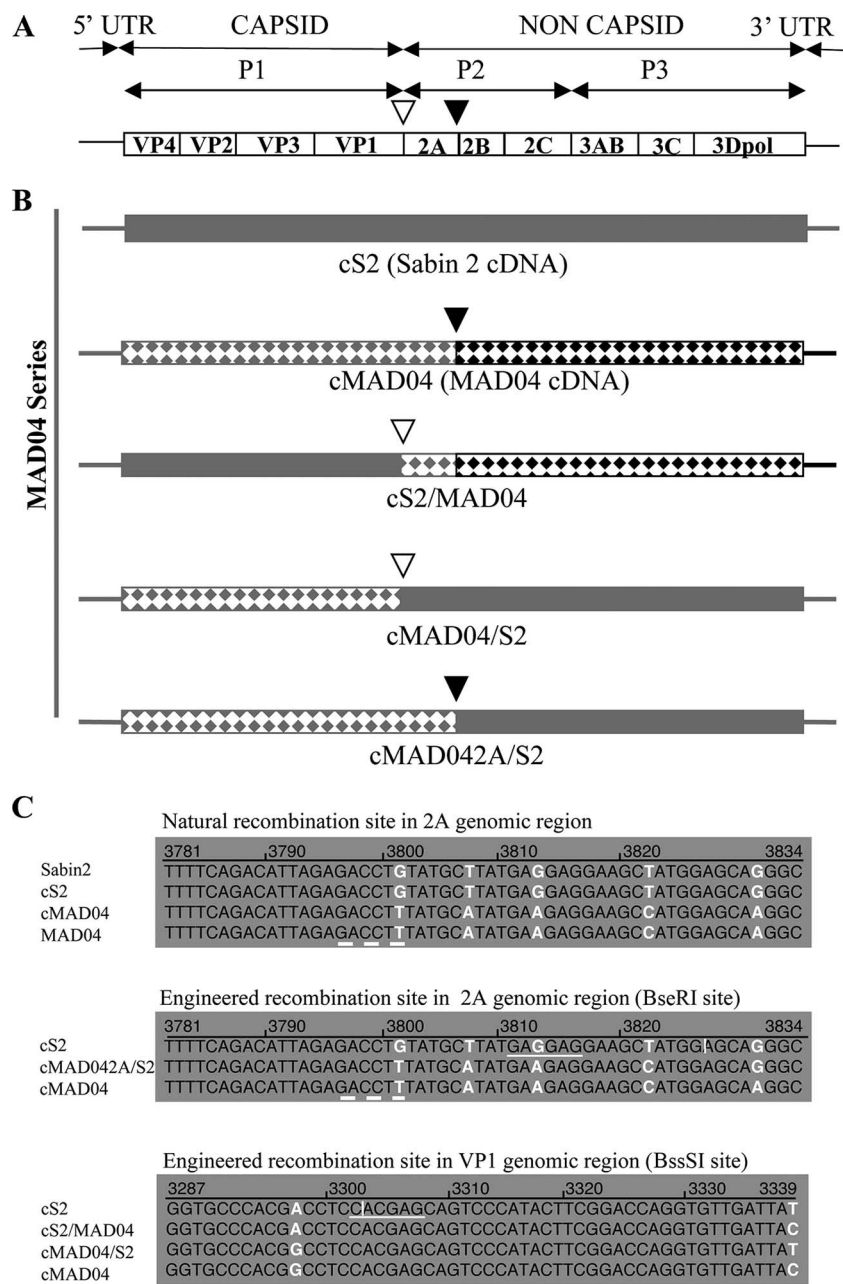 A
5' UTR CAPSID NON CAPSID 3' UTR
P1 P2 P3
VP4 VP2 VP3 VP1 2A 2B 2C 3AB 3C 3Dpol
B
MAD04 Series
cS2 (Sabin 2 cDNA)
cMAD04 (MAD04 cDNA)
cS2/MAD04
cMAD04/S2
cMAD042A/S2
C
Natural recombination site in 2A genomic region
3781 3790 3800 3810 3820 3834
Sabin2 TTTTCAGACATTAGAGACCTGTATGCTTATGAGGAGGAAGCTATGGAGCAGGGC
cS2 TTTTCAGACATTAGAGACCTGTATGCTTATGAGGAGGAAGCTATGGAGCAGGGC
cMAD04 TTTTCAGACATTAGAGACCTTTATGCATATGAAGAGGAAGCCATGGAGCAAGGC
MAD04 TTTTCAGACATTAGAGACCTTTATGCATATGAAGAGGAAGCCATGGAGCAAGGC
Engineered recombination site in 2A genomic region (BseRI site)
3781 3790 3800 3810 3820 3834
cS2 TTTTCAGACATTAGAGACCTGTATGCTTATGAGGAGGAAGCTATGGAGCAGGGC
cMAD042A/S2 TTTTCAGACATTAGAGACCTTTATGCATATGAAGAGGAAGCCATGGAGCAGGGC
cMAD04 TTTTCAGACATTAGAGACCTTTATGCATATGAAGAGGAAGCCATGGAGCAAGGC
Engineered recombination site in VP1 genomic region (BssSI site)
3287 3300 3310 3320 3330 3339
cS2 GGTGCCCACGACCTCCACGAGCAGTCCCATACTTCGGACCAGGTGTTGATTAT
cS2/MAD04 GGTGCCCACGACCTCCACGAGCAGTCCCATACTTCGGACCAGGTGTTGATTAC
cMAD04/S2 GGTGCCCACGGCCTCCACGAGCAGTCCCATACTTCGGACCAGGTGTTGATTAT
cMAD04 GGTGCCCACGGCCTCCACGAGCAGTCCCATACTTCGGACCAGGTGTTGATTAC